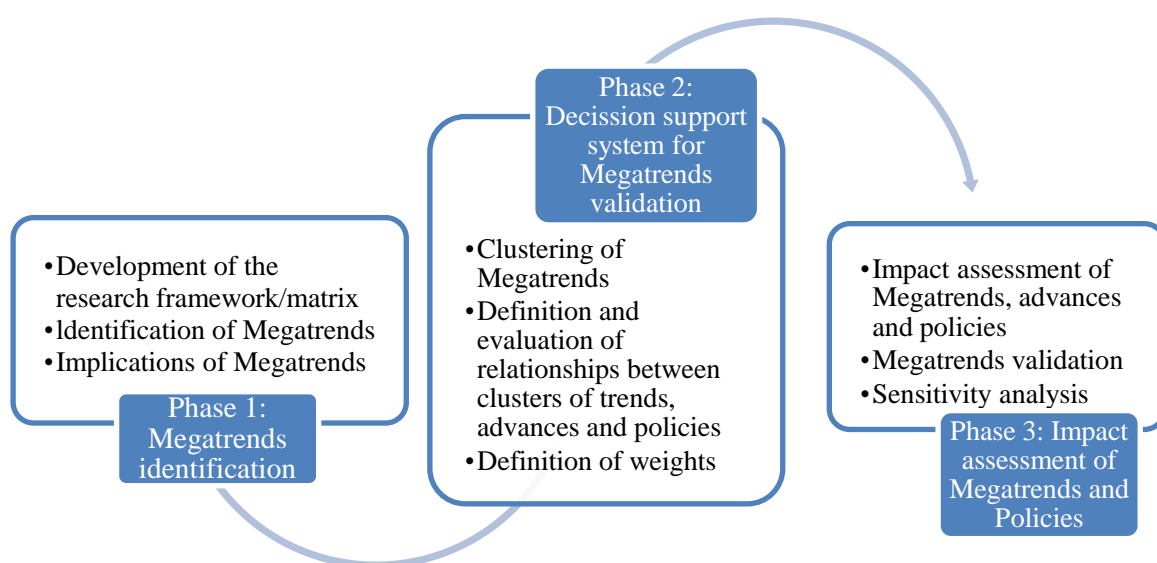 •Development of the
research framework/matrix
•Identification of Megatrends
•Implications of Megatrends
Phase 1:
Megatrends
identification
Phase 2:
Decission support
system for
Megatrends
validation
•Clustering of
Megatrends
•Definition and
evaluation of
relationships between
clusters of trends,
advances and policies
•Definition of weights
•Impact assessment of
Megatrends, advances
and policies
•Megatrends validation
•Sensitivity analysis
Phase 3: Impact
assessment of
Megatrends and
Policies